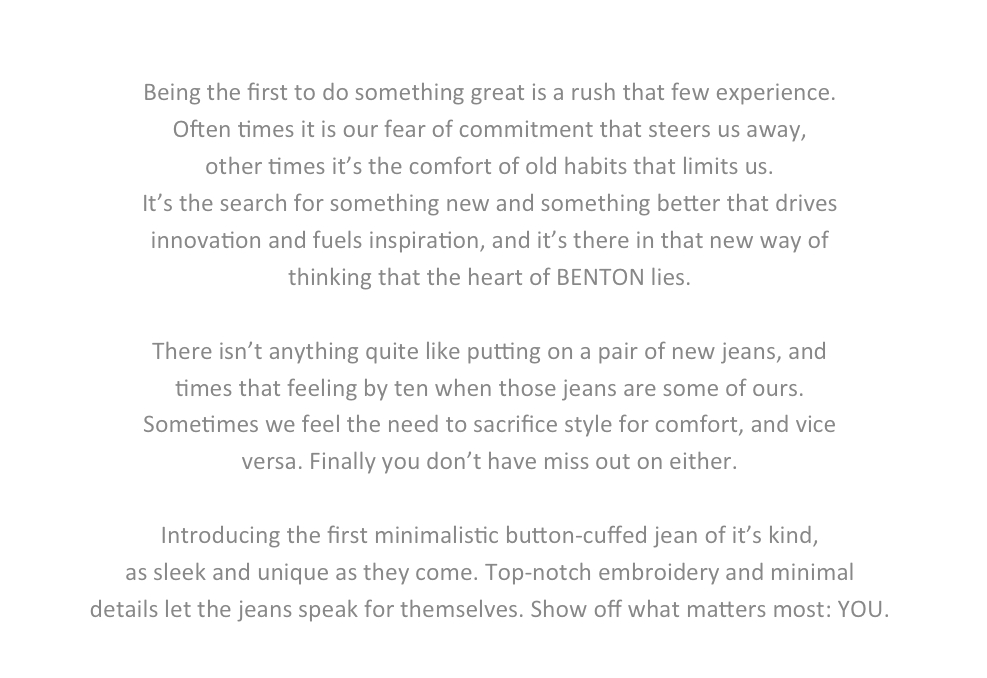 Being the first to do something great is a rush that few experience.
Often times it is our fear of commitment that steers us away,
other times it’s the comfort of old habits that limits us.
It’s the search for something new and something better that drives
innovation and fuels inspiration, and it’s there in that new way of
thinking that the heart of BENTON lies.
There isn’t anything quite like putting on a pair of new jeans, and
times that feeling by ten when those jeans are some of ours.
Sometimes we feel the need to sacrifice style for comfort, and vice
versa. Finally you don’t have miss out on either.
Introducing the first minimalistic button-cuffed jean of it’s kind,
as sleek and unique as they come. Top-notch embroidery and minimal
details let the jeans speak for themselves. Show off what matters most: YOU.